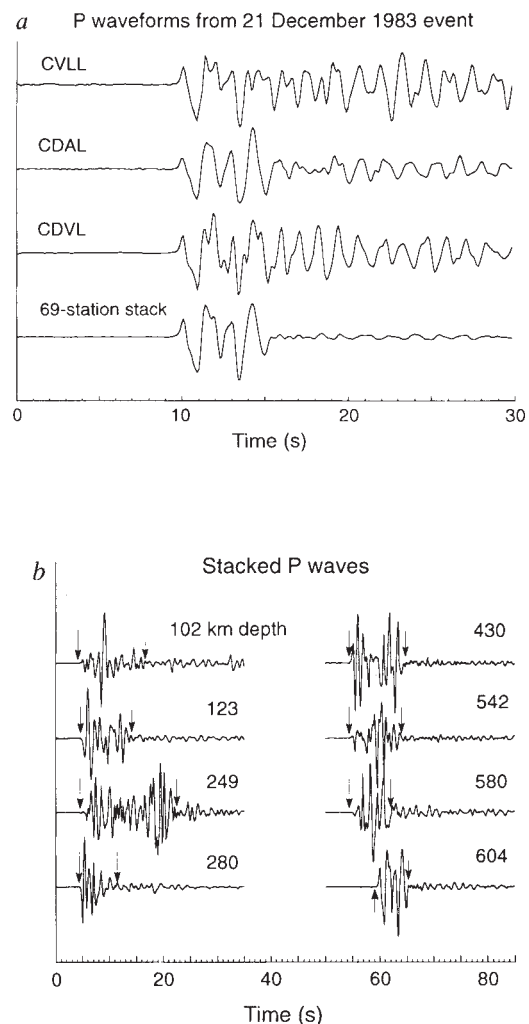 a P waveforms from 21 December 1983 event
CVLL
CDAL
CDVL
69-station stack
0 10 20 30
Time (s)
b Stacked P waves
102 km depth 430
123 542
249 580
280 604
0 20 40 60 80
Time (s)